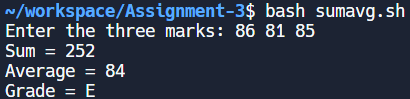 ~/workspace/Assignment-3$ bash sumavg.sh
Enter the three marks: 86 81 85
Sum = 252
Average = 84
Grade = E